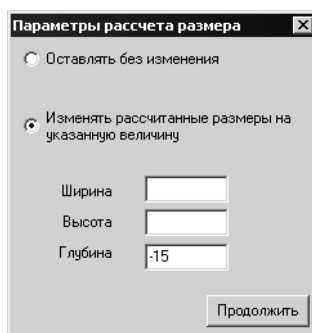 Параметры рассчета размера
Оставлять без изменения
Изменять рассчитанные размеры на
указанную величину
Ширина
Высота
Глубина -15
Продолжить